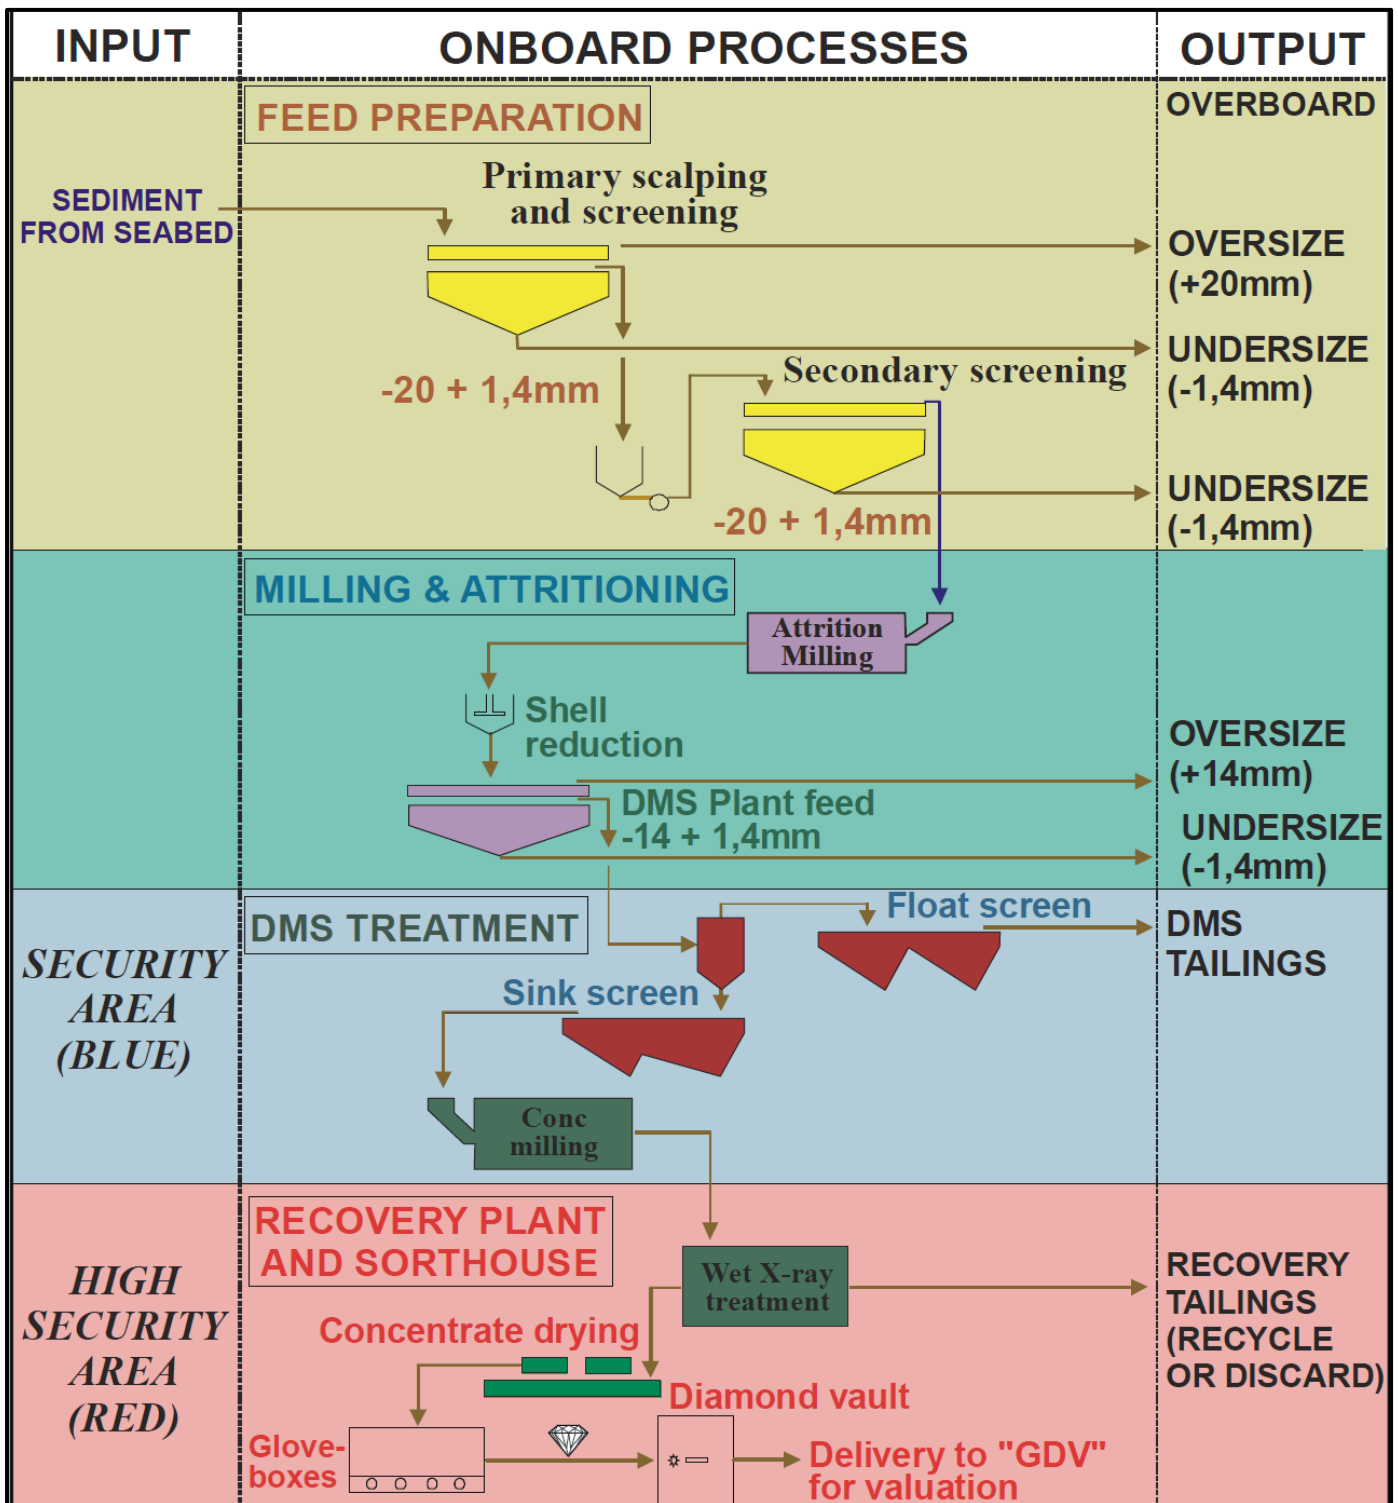 INPUT
ONBOARD PROCESSES
OUTPUT
FEED PREPARATION
OVERBOARD
Primary scalping
and screening
SEDIMENT
FROM SEABED
OVERSIZE
(+20mm)
UNDERSIZE
(-1,4mm)
-20 + 1,4mm
Secondary screening
UNDERSIZE
(-1,4mm)
-20 + 1,4mm
MILLING & ATTRITIONING
Attrition
Milling
Shell
reduction
OVERSIZE
(+14mm)
DMS Plant feed
-14 + 1,4mm
UNDERSIZE
(-1,4mm)
DMS TREATMENT
Float screen
DMS
TAILINGS
SECURITY
AREA
(BLUE)
Sink screen
Conc
milling
RECOVERY PLANT
AND SORTHOUSE
HIGH
SECURITY
AREA
(RED)
Wet X-ray
treatment
RECOVERY
TAILINGS
(RECYCLE
OR DISCARD)
Concentrate drying
Diamond vault
Glove-
boxes
Delivery to "GDV"
for valuation